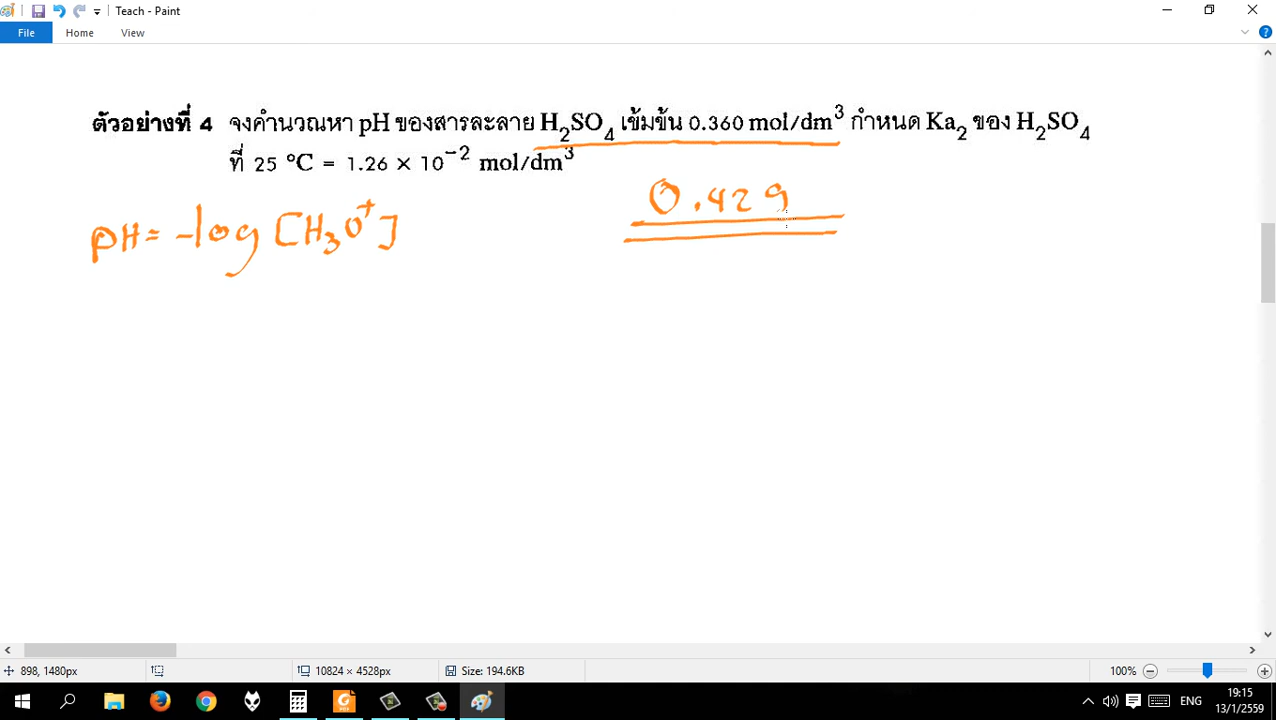 Teach - Paint
File Home View
ตัวอย่างที่ 4 จงคำนวณหา pH ของสารละลาย H₂SO₄ เข้มข้น 0.360 mol/dm³ กำหนด Ka₂ ของ H₂SO₄
ที่ 25 °C = 1.26 × 10⁻² mol/dm³
0.429
pH = -log [H₃O⁺]
898, 1480px 10824 × 4528px Size: 194.6KB 100%
ENG 19:15
13/1/2559